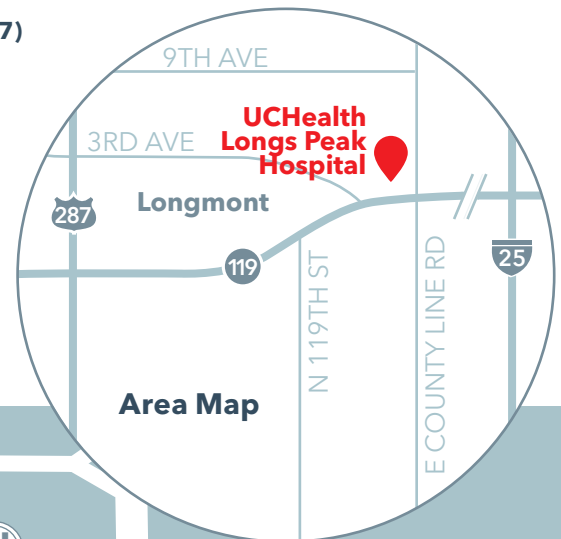 7)
9TH AVE
UCHealth
Longs Peak
Hospital
3RD AVE
Longmont
287
119
25
N 119TH ST
E COUNTY LINE RD
Area Map